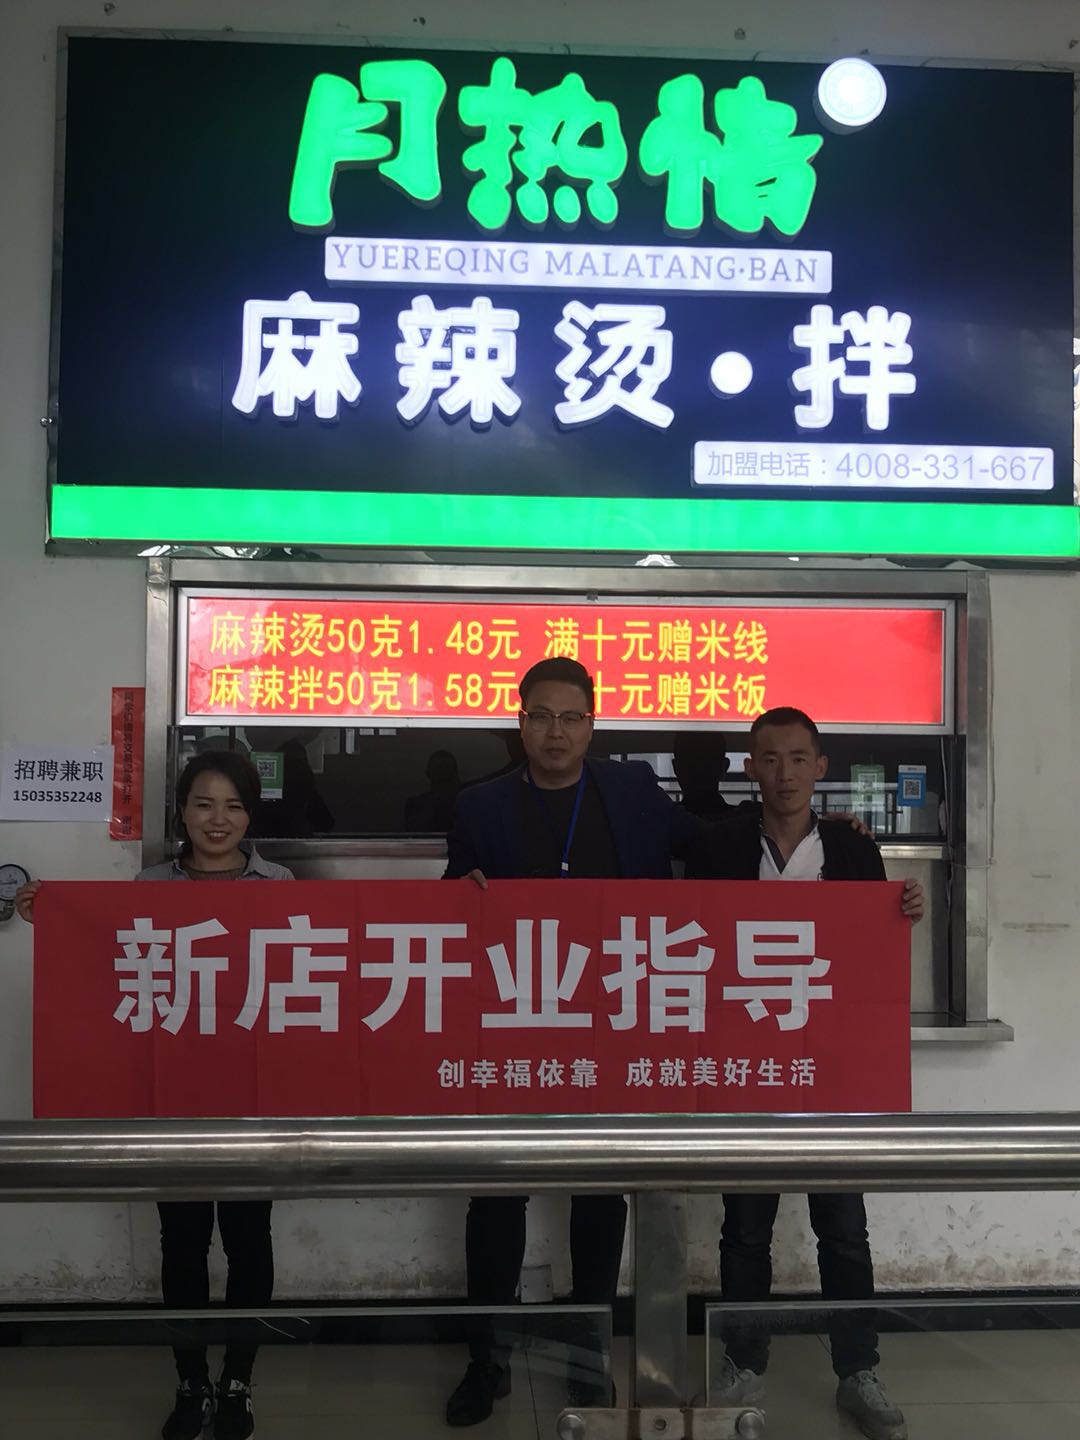 月热情
YUEREQING MALATANG·BAN
麻辣烫·拌
加盟电话：4008-331-667
麻辣烫50克1.48元 满十元赠米线
麻辣拌50克1.58元 十元赠米饭
招聘兼职
15035352248
新店开业指导
创幸福依靠 成就美好生活